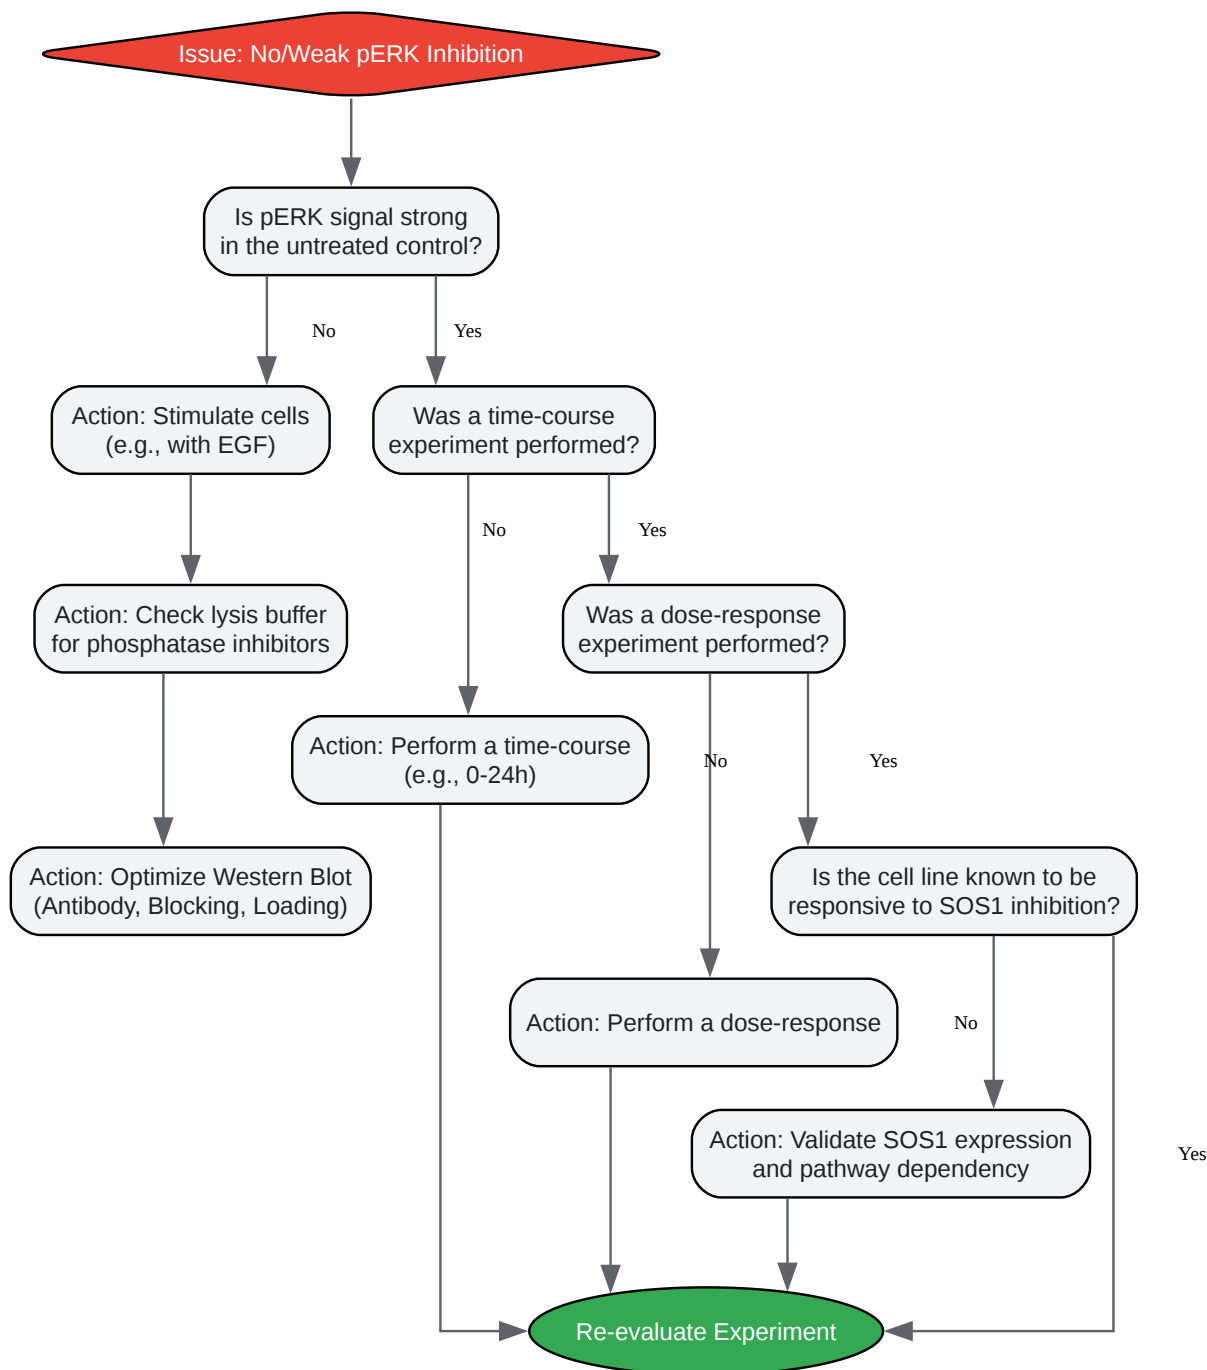 Issue: No/Weak pERK Inhibition
Is pERK signal strong
in the untreated control?
No
Yes
Action: Stimulate cells
(e.g., with EGF)
Was a time-course
experiment performed?
No
Yes
Action: Check lysis buffer
for phosphatase inhibitors
Was a dose-response
experiment performed?
Action: Perform a time-course
(e.g., 0-24h)
No
Yes
Action: Optimize Western Blot
(Antibody, Blocking, Loading)
Is the cell line known to be
responsive to SOS1 inhibition?
Action: Perform a dose-response
No
Action: Validate SOS1 expression
and pathway dependency
Yes
Re-evaluate Experiment